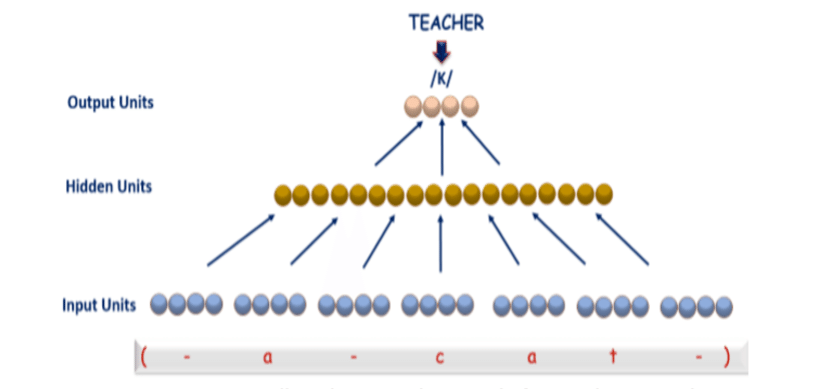 TEACHER
/K/
Output Units
Hidden Units
Input Units
( - a - c a t - )